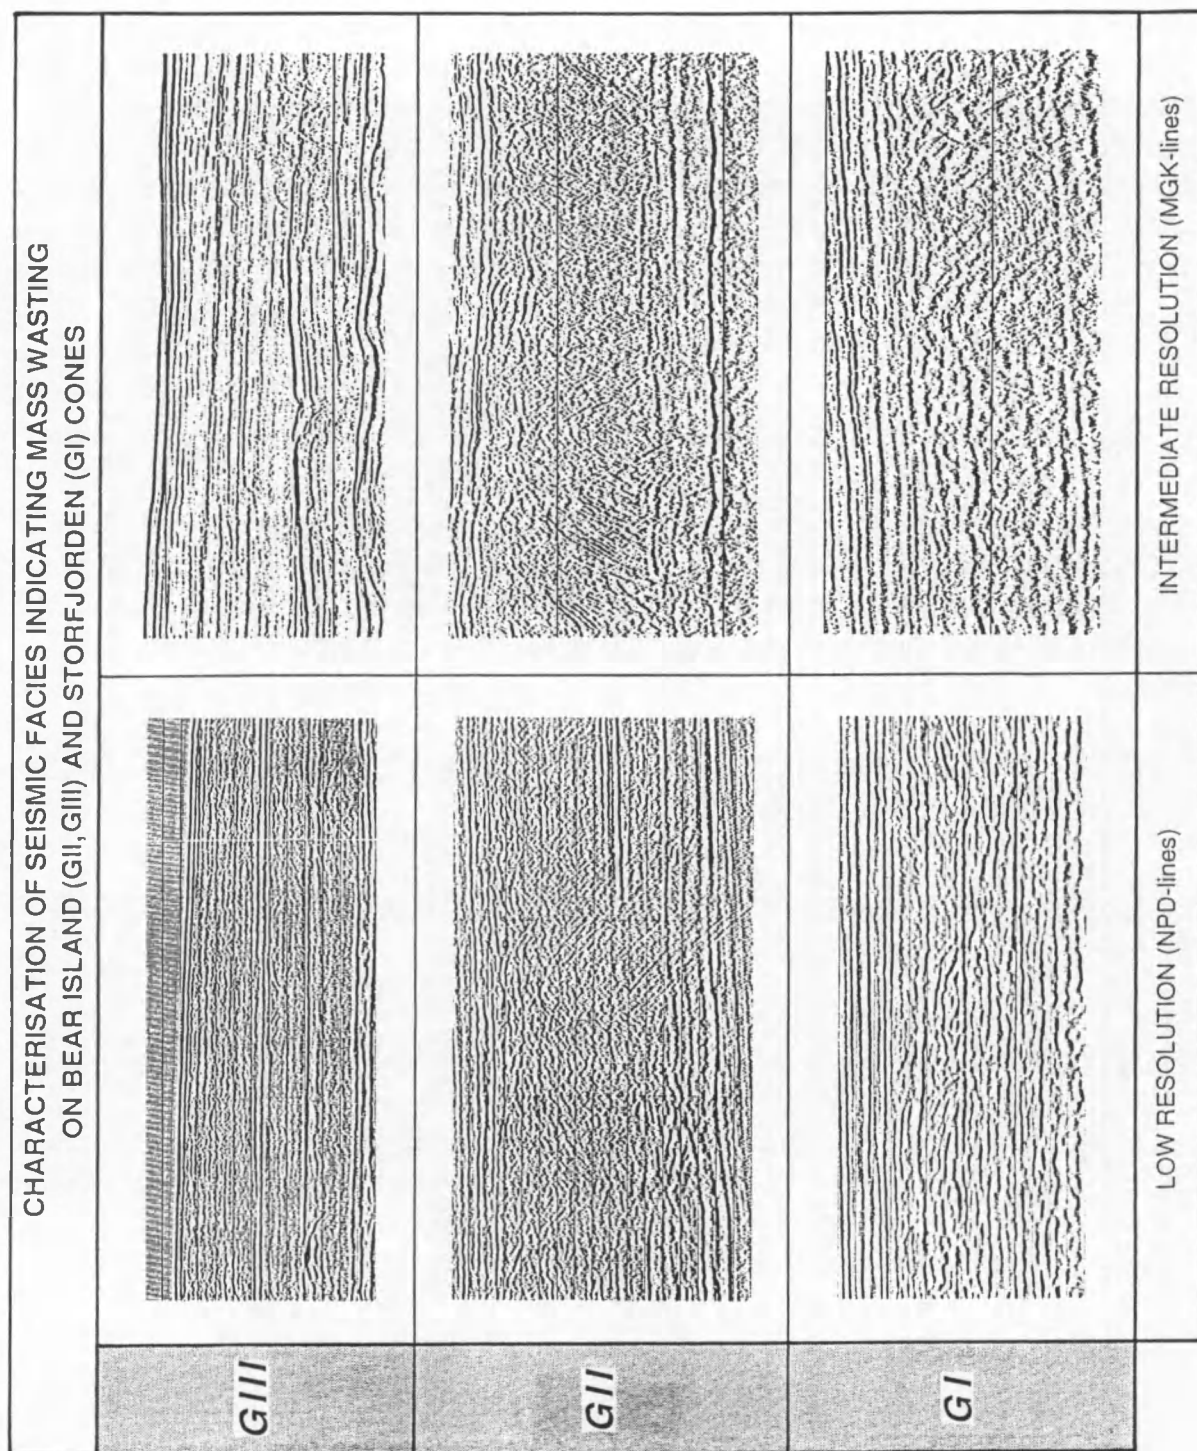 CHARACTERISATION OF SEISMIC FACIES INDICATING MASS WASTING
ON BEAR ISLAND (GII,GIII) AND STORFJORDEN (GI) CONES
GIII
GII
GI
LOW RESOLUTION (NPD-lines)
INTERMEDIATE RESOLUTION (MGK-lines)